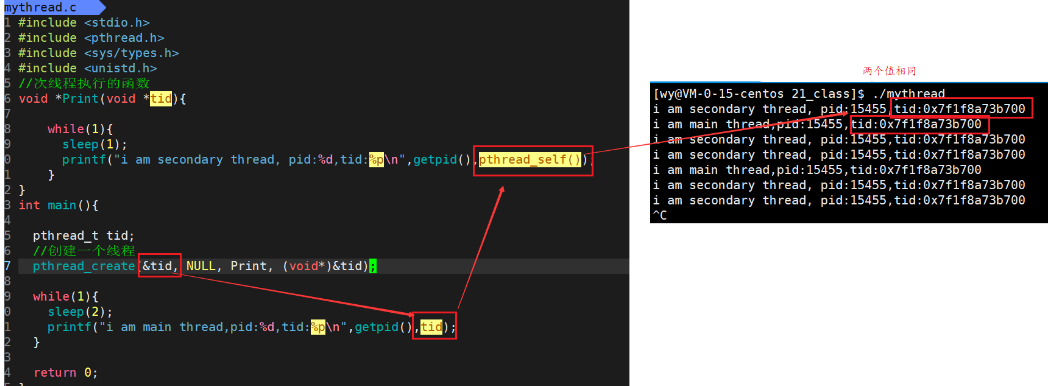 mythread.c
1 #include <stdio.h>
2 #include <pthread.h>
3 #include <sys/types.h>
4 #include <unistd.h>
5 //次线程执行的函数
6 void *Print(void *tid){
7
8 while(1){
9 sleep(1);
0 printf("i am secondary thread, pid:%d,tid:%p\n",getpid(),pthread_self());
1 }
2 }
3 int main(){
4
5 pthread_t tid;
6 //创建一个线程
7 pthread_create(&tid, NULL, Print, (void*)&tid);
8
9 while(1){
0 sleep(2);
1 printf("i am main thread,pid:%d,tid:%p\n",getpid(),tid);
2 }
3
4 return 0;
两个值相同
[wy@VM-0-15-centos 21_class]$ ./mythread
i am secondary thread, pid:15455,tid:0x7f1f8a73b700
i am main thread,pid:15455,tid:0x7f1f8a73b700
i am secondary thread, pid:15455,tid:0x7f1f8a73b700
i am secondary thread, pid:15455,tid:0x7f1f8a73b700
i am main thread,pid:15455,tid:0x7f1f8a73b700
i am secondary thread, pid:15455,tid:0x7f1f8a73b700
i am secondary thread, pid:15455,tid:0x7f1f8a73b700
^C